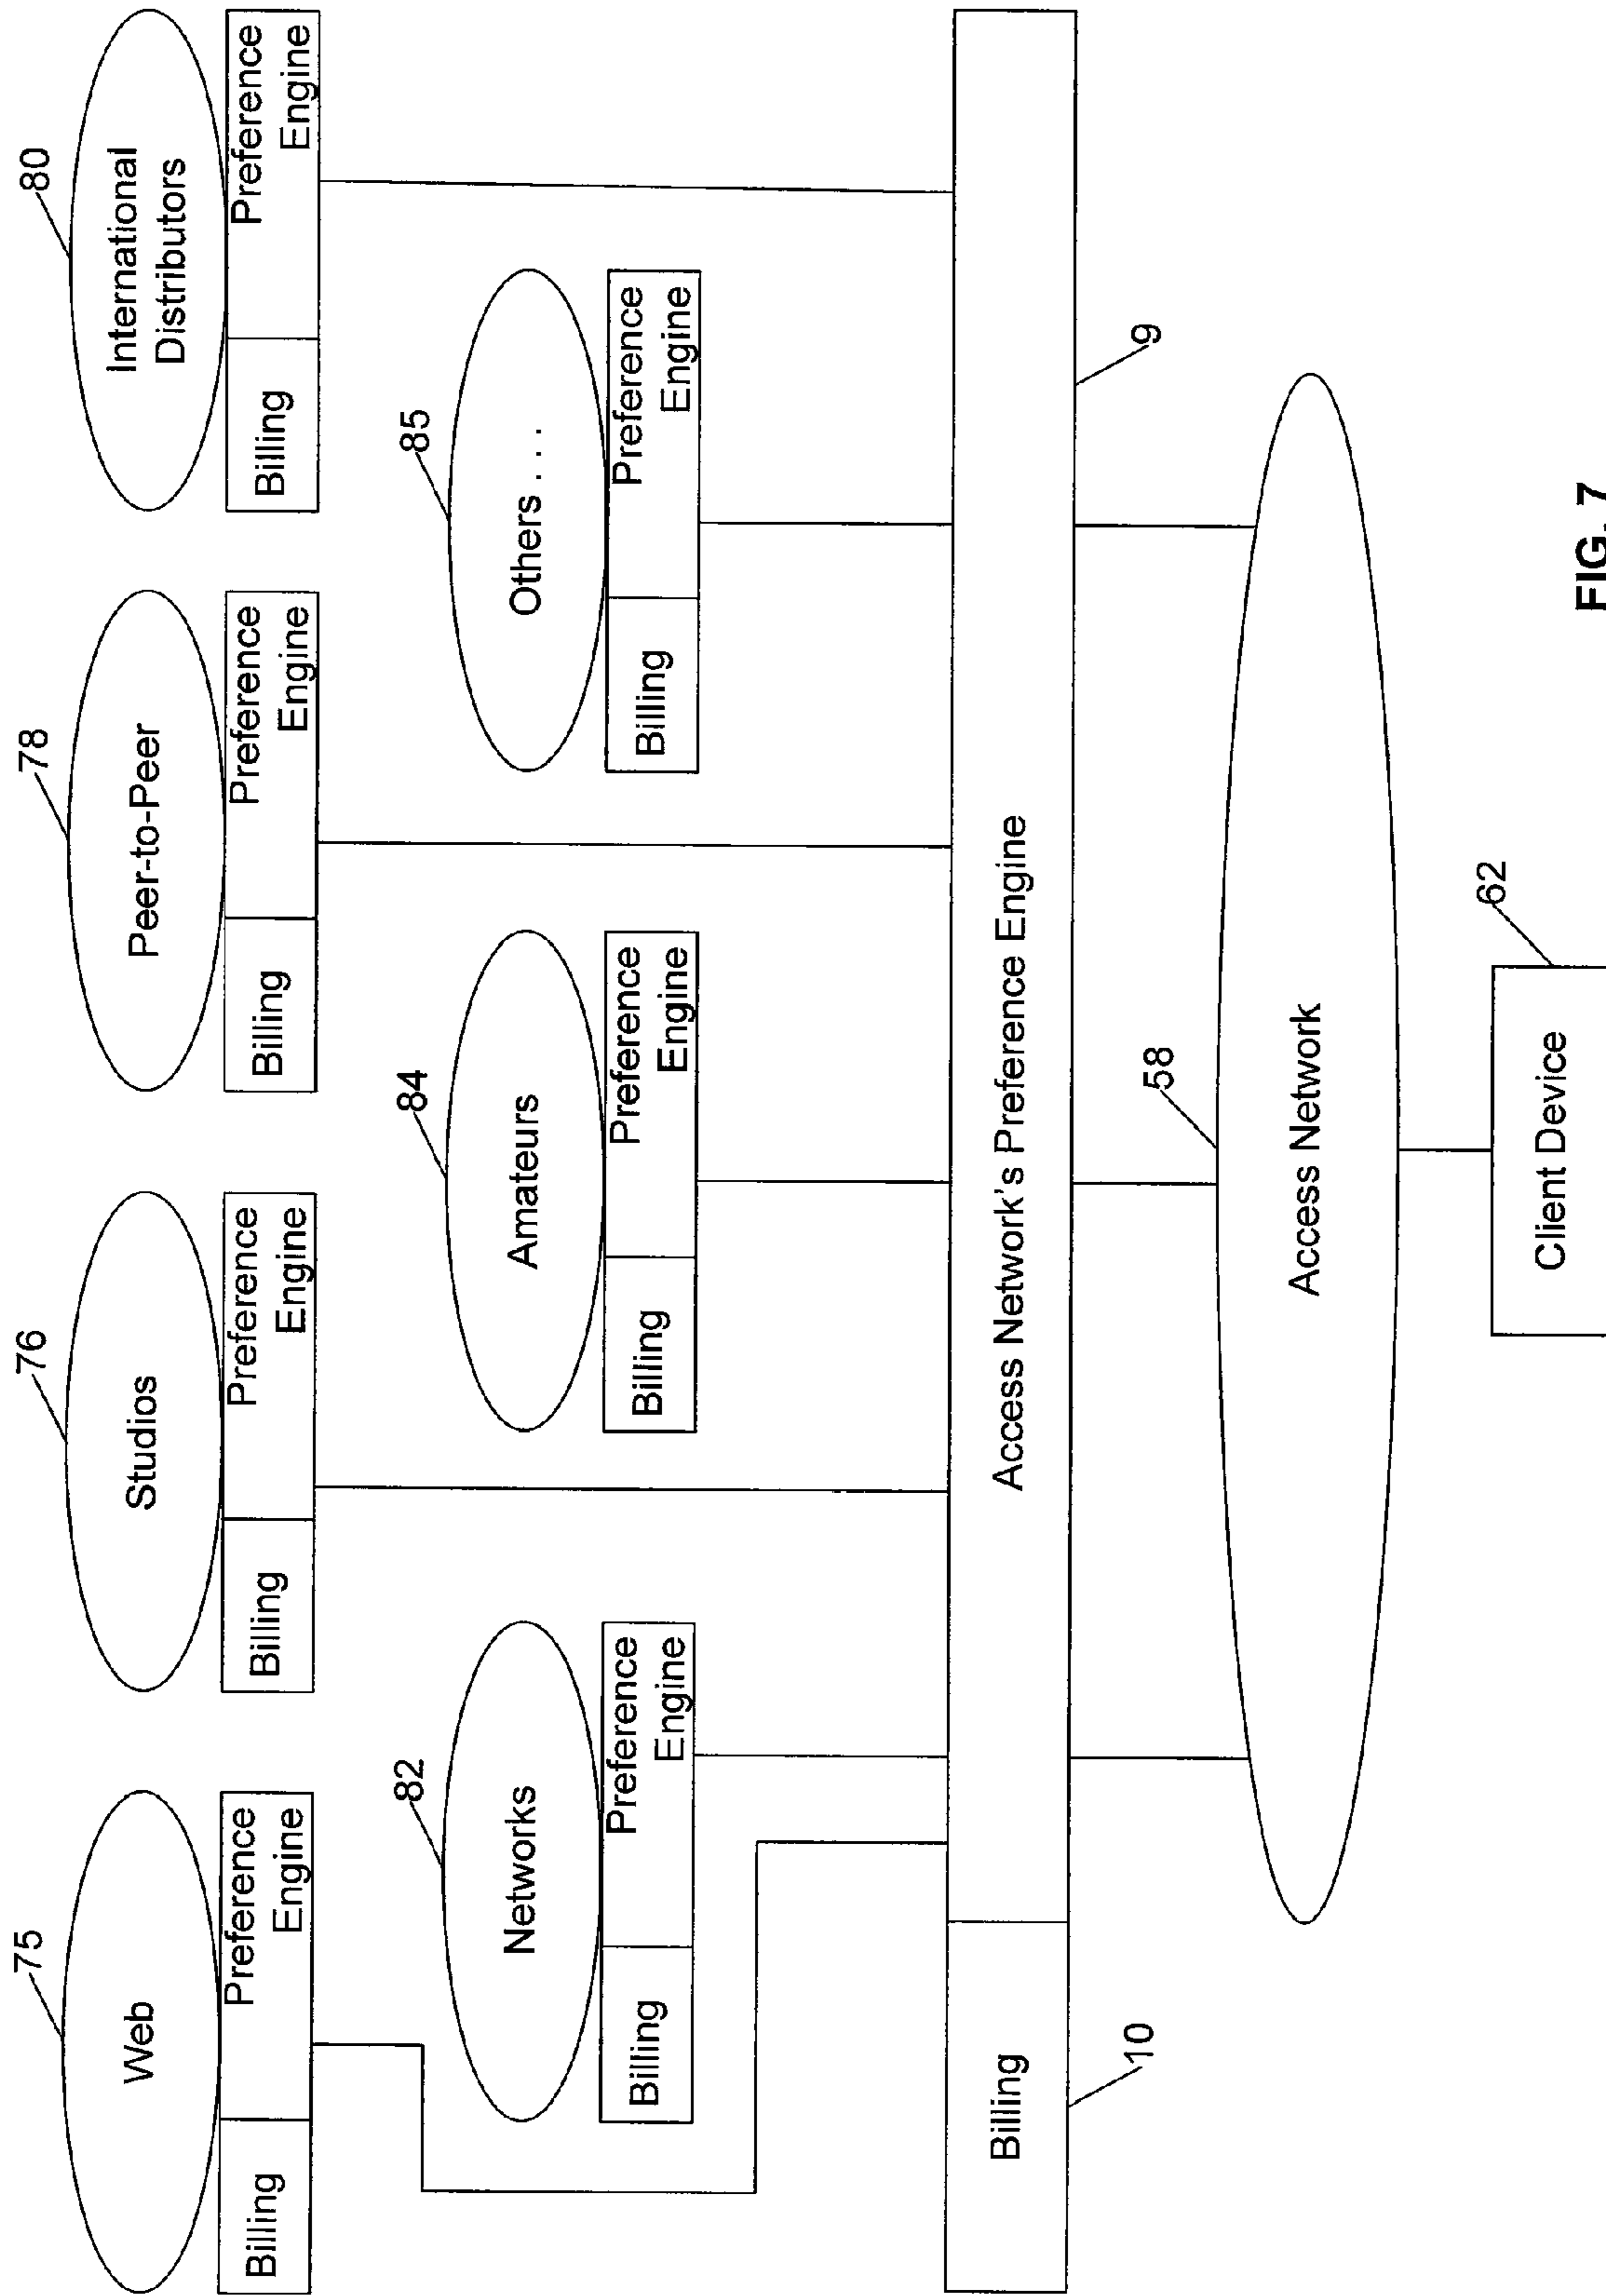 75
Web
Billing
Preference
Engine
76
Studios
Billing
Preference
Engine
78
Peer-to-Peer
Billing
Preference
Engine
80
International
Distributors
Billing
Preference
Engine
82
Networks
Billing
Preference
Engine
84
Amateurs
Billing
Preference
Engine
85
Others . . .
Billing
Preference
Engine
Billing
Access Network's Preference Engine
10
9
58
Access Network
62
Client Device
FIG. 7